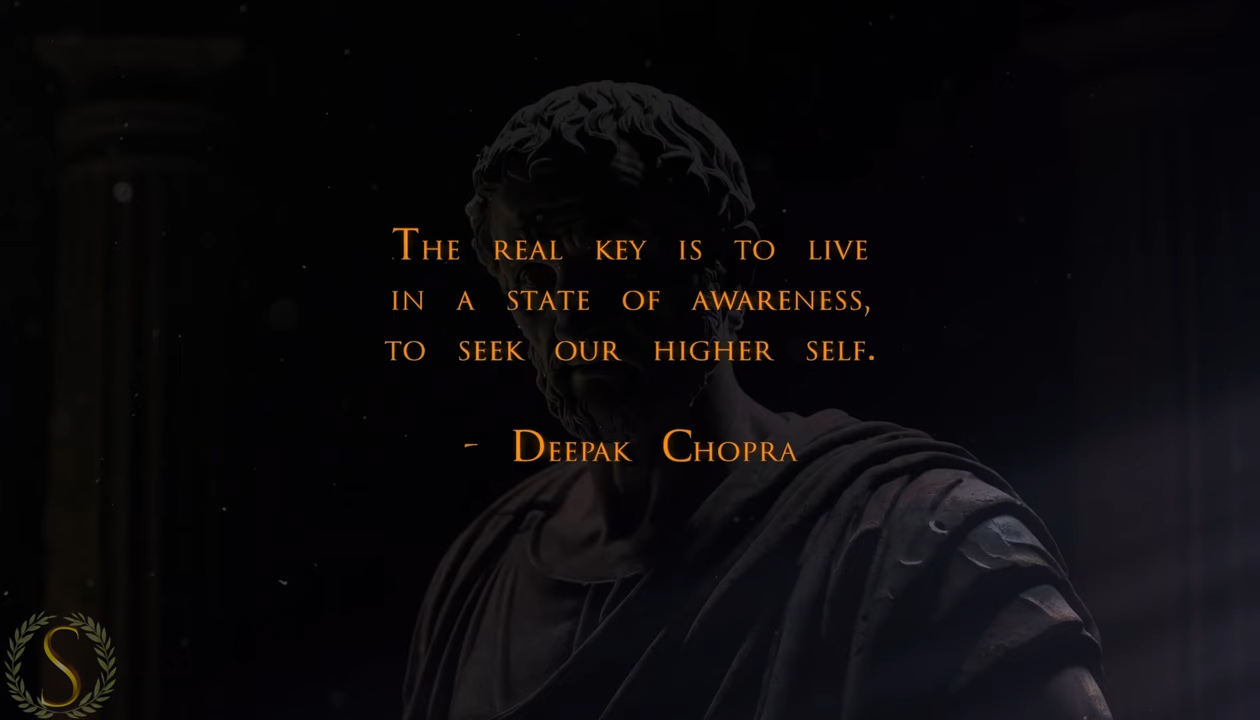 The real key is to live
in a state of awareness,
to seek our higher self.
- Deepak Chopra
S